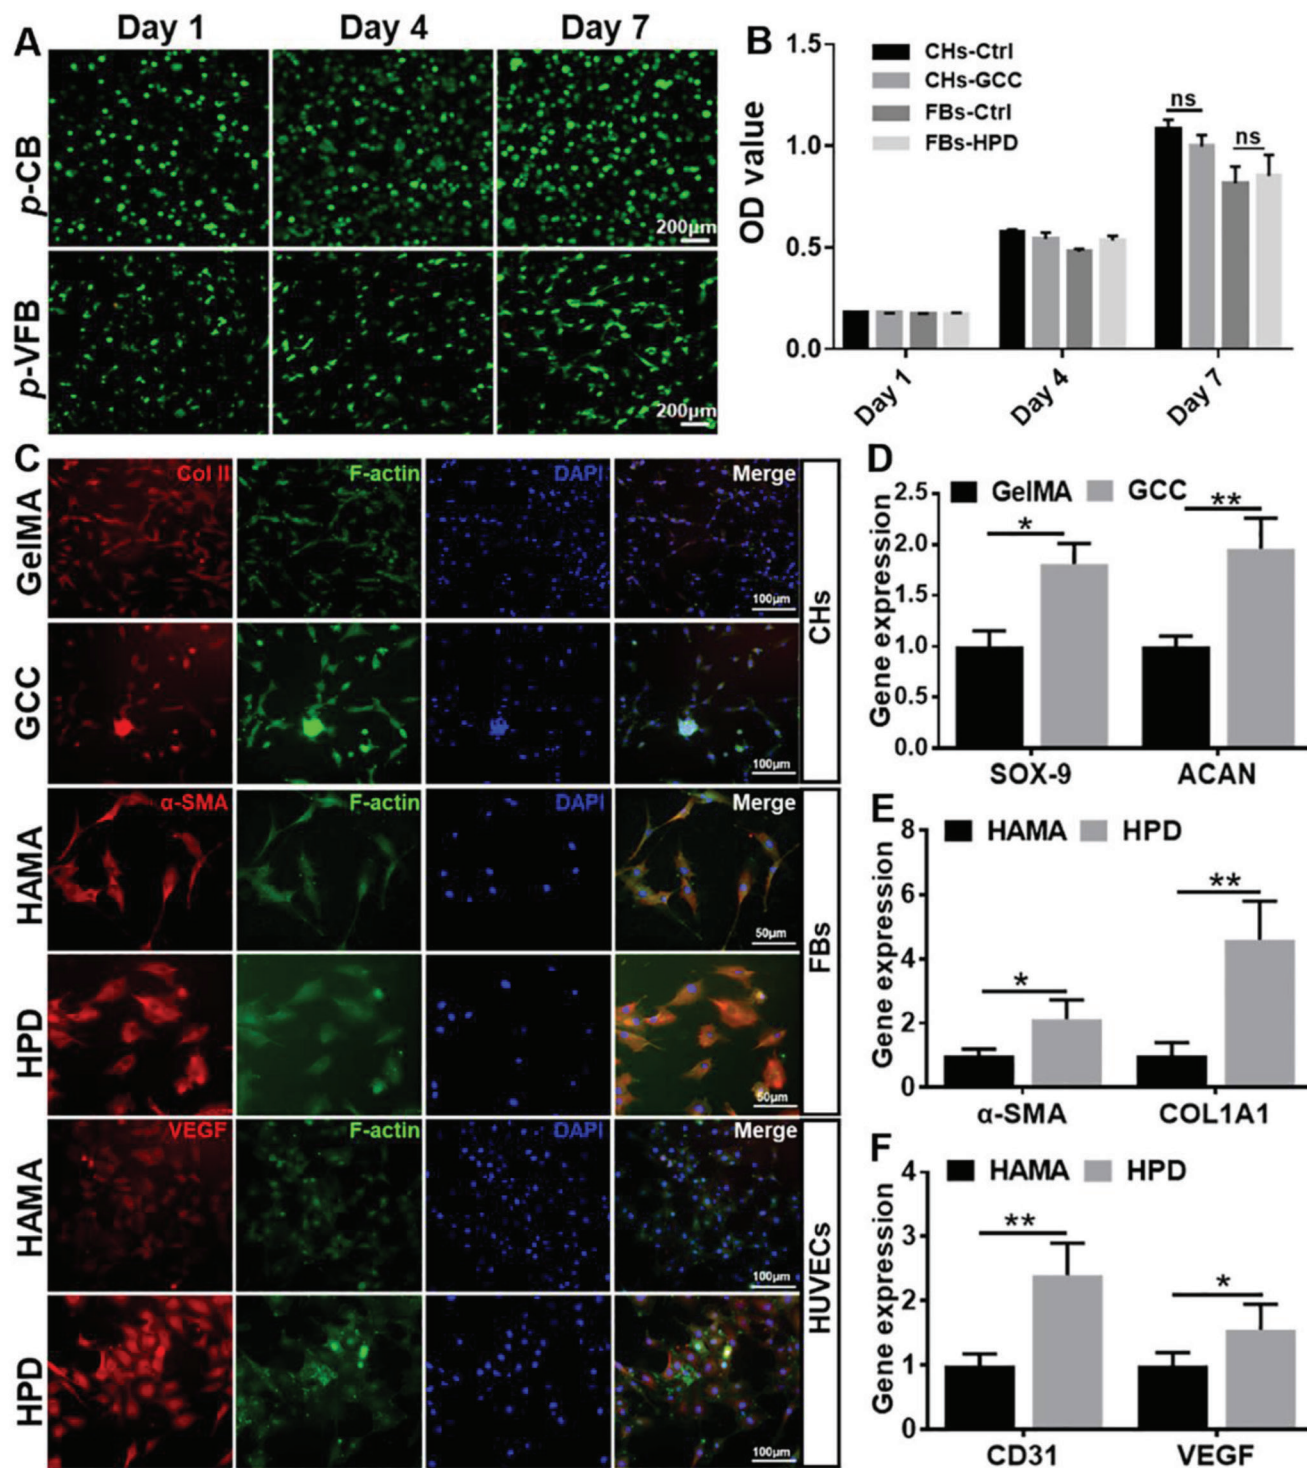 A
Day 1
Day 4
Day 7
p-CB
200μm
p-VFB
200μm
B
OD value
1.5
1.0
0.5
0.0
CHs-Ctrl
CHs-GCC
FBs-Ctrl
FBs-HPD
ns
ns
Day 1
Day 4
Day 7
C
GelMA
Col II
F-actin
DAPI
Merge
100μm
GCC
100μm
CHs
HAMA
α-SMA
F-actin
DAPI
Merge
50μm
HPD
50μm
FBs
HAMA
VEGF
F-actin
DAPI
Merge
100μm
HPD
100μm
HUVECs
D
Gene expression
2.5
2.0
1.5
1.0
0.5
0.0
GelMA
GCC
*
**
SOX-9
ACAN
E
Gene expression
8
6
4
2
0
HAMA
HPD
*
**
α-SMA
COL1A1
F
Gene expression
4
3
2
1
0
HAMA
HPD
**
*
CD31
VEGF